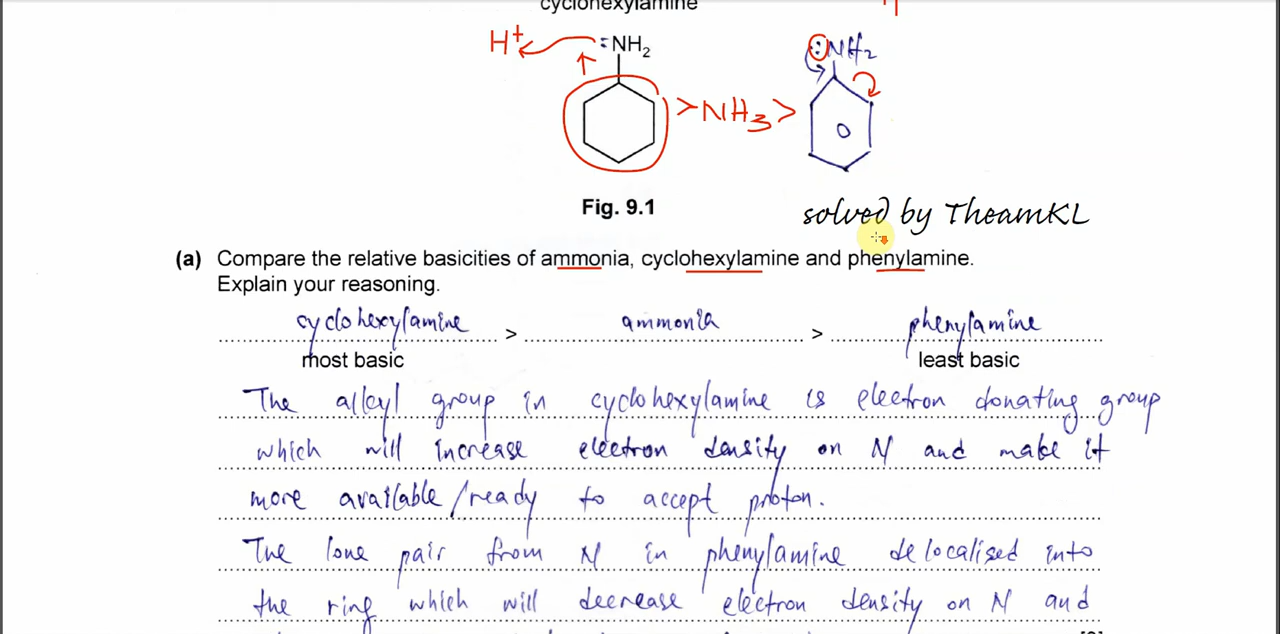 cyclohexylamine
H+ :NH2 :NH2
> NH3 >
Fig. 9.1
solved by TheamKL
(a) Compare the relative basicities of ammonia, cyclohexylamine and phenylamine.
Explain your reasoning.
cyclohexylamine > ammonia > phenylamine
most basic least basic
The alkyl group in cyclohexylamine is electron donating group
which will increase electron density on N and make it
more available/ready to accept proton.
The lone pair from N in phenylamine delocalised into
the ring which will decrease electron density on N and